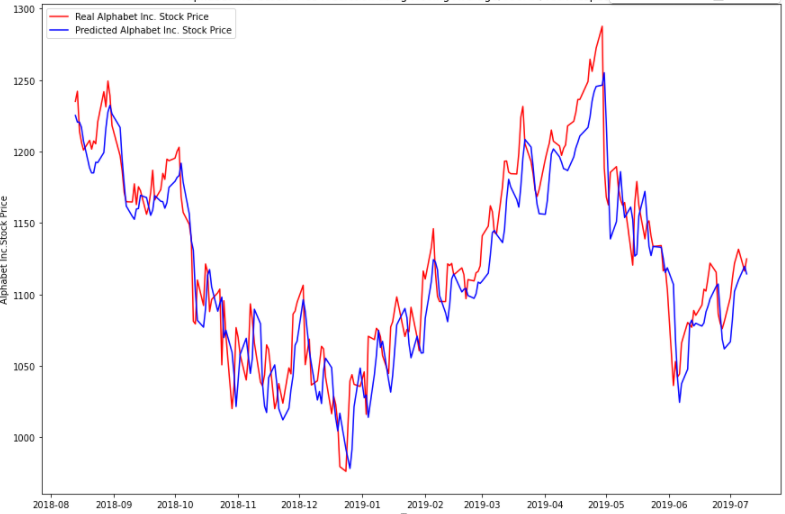 Real Alphabet Inc. Stock Price
Predicted Alphabet Inc. Stock Price
Alphabet Inc.Stock Price
1300
1250
1200
1150
1100
1050
1000
2018-08 2018-09 2018-10 2018-11 2018-12 2019-01 2019-02 2019-03 2019-04 2019-05 2019-06 2019-07